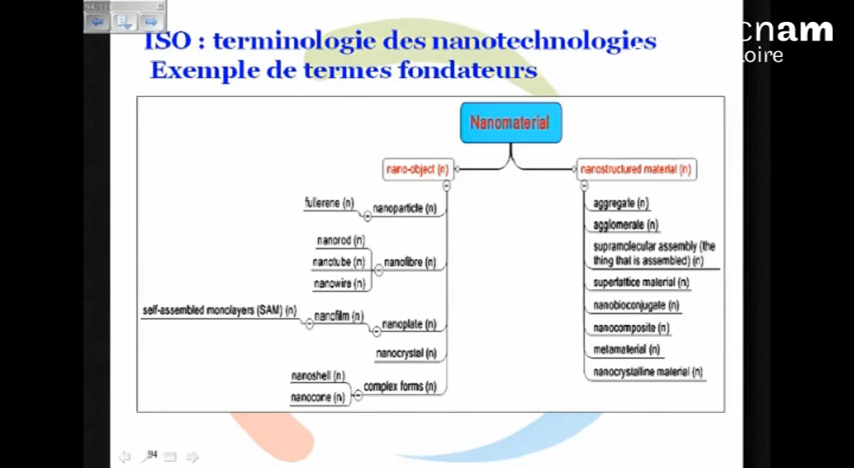 ISO : terminologie des nanotechnologies
Exemple de termes fondateurs
cnam
Loire
Nanomaterial
nano-object (n)
nanostructured material (n)
fullerene (n)
nanoparticle (n)
nanorod (n)
nanotube (n)
nanofibre (n)
nanowire (n)
self-assembled monolayers (SAM) (n)
nanofilm (n)
nanoplate (n)
nanocrystal (n)
nanoshell (n)
complex forms (n)
nanocone (n)
aggregate (n)
agglomerate (n)
supramolecular assembly (the
thing that is assembled) (n)
superlattice material (n)
nanobioconjugate (n)
nanocomposite (n)
metamaterial (n)
nanocrystalline material (n)
94